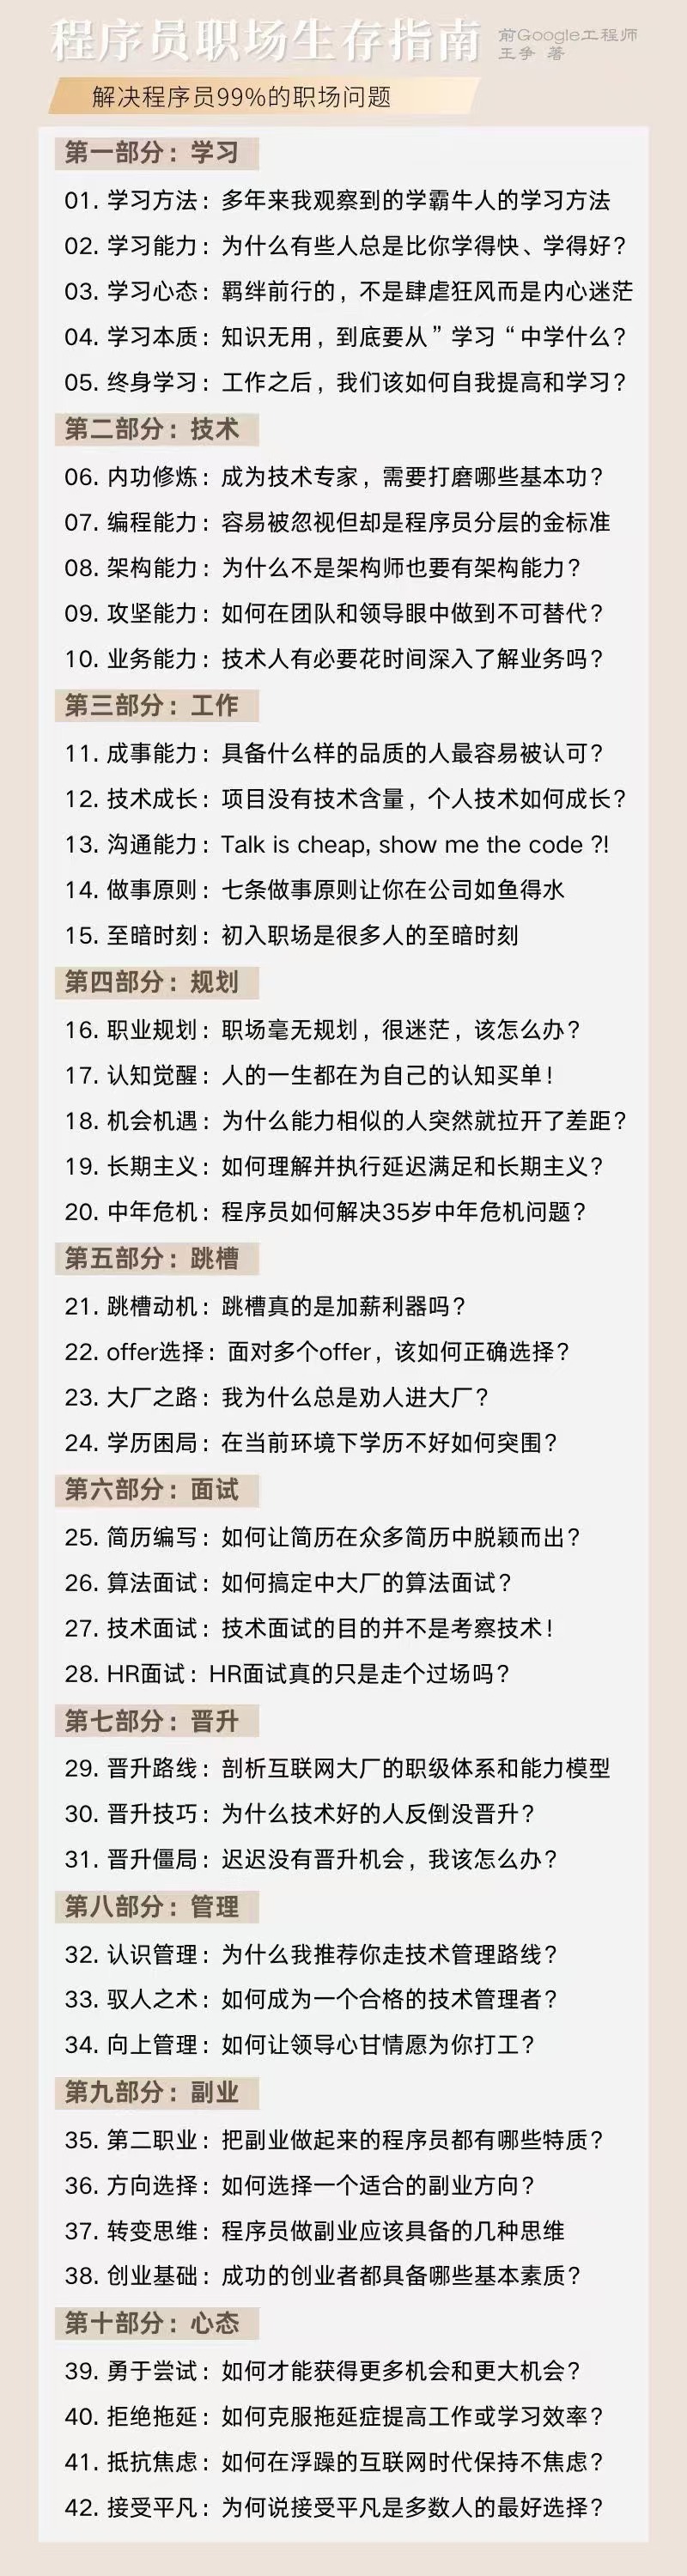 程序员职场生存指南
前Google工程师
王争 著
解决程序员99%的职场问题
第一部分：学习
01. 学习方法：多年来我观察到的学霸牛人的学习方法
02. 学习能力：为什么有些人总是比你学得快、学得好？
03. 学习心态：羁绊前行的，不是肆虐狂风而是内心迷茫
04. 学习本质：知识无用，到底要从”学习“中学什么？
05. 终身学习：工作之后，我们该如何自我提高和学习？
第二部分：技术
06. 内功修炼：成为技术专家，需要打磨哪些基本功？
07. 编程能力：容易被忽视但却是程序员分层的金标准
08. 架构能力：为什么不是架构师也要有架构能力？
09. 攻坚能力：如何在团队和领导眼中做到不可替代？
10. 业务能力：技术人有必要花时间深入了解业务吗？
第三部分：工作
11. 成事能力：具备什么样的品质的人最容易被认可？
12. 技术成长：项目没有技术含量，个人技术如何成长？
13. 沟通能力：Talk is cheap, show me the code ?!
14. 做事原则：七条做事原则让你在公司如鱼得水
15. 至暗时刻：初入职场是很多人的至暗时刻
第四部分：规划
16. 职业规划：职场毫无规划，很迷茫，该怎么办？
17. 认知觉醒：人的一生都在为自己的认知买单！
18. 机会机遇：为什么能力相似的人突然就拉开了差距？
19. 长期主义：如何理解并执行延迟满足和长期主义？
20. 中年危机：程序员如何解决35岁中年危机问题？
第五部分：跳槽
21. 跳槽动机：跳槽真的是加薪利器吗？
22. offer选择：面对多个offer，该如何正确选择？
23. 大厂之路：我为什么总是劝人进大厂？
24. 学历困局：在当前环境下学历不好如何突围？
第六部分：面试
25. 简历编写：如何让简历在众多简历中脱颖而出？
26. 算法面试：如何搞定中大厂的算法面试？
27. 技术面试：技术面试的目的并不是考察技术！
28. HR面试：HR面试真的只是走个过场吗？
第七部分：晋升
29. 晋升路线：剖析互联网大厂的职级体系和能力模型
30. 晋升技巧：为什么技术好的人反倒没晋升？
31. 晋升僵局：迟迟没有晋升机会，我该怎么办？
第八部分：管理
32. 认识管理：为什么我推荐你走技术管理路线？
33. 驭人之术：如何成为一个合格的技术管理者？
34. 向上管理：如何让领导心甘情愿为你打工？
第九部分：副业
35. 第二职业：把副业做起来的程序员都有哪些特质？
36. 方向选择：如何选择一个适合的副业方向？
37. 转变思维：程序员做副业应该具备的几种思维
38. 创业基础：成功的创业者都具备哪些基本素质？
第十部分：心态
39. 勇于尝试：如何才能获得更多机会和更大机会？
40. 拒绝拖延：如何克服拖延症提高工作或学习效率？
41. 抵抗焦虑：如何在浮躁的互联网时代保持不焦虑？
42. 接受平凡：为何说接受平凡是多数人的最好选择？